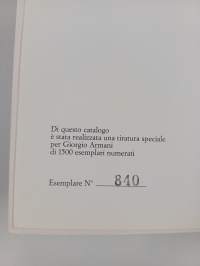 Di questo catalogo
è stata realizzata una tiratura speciale
per Giorgio Armani
di 1500 esemplari numerati
Esemplare N° 840